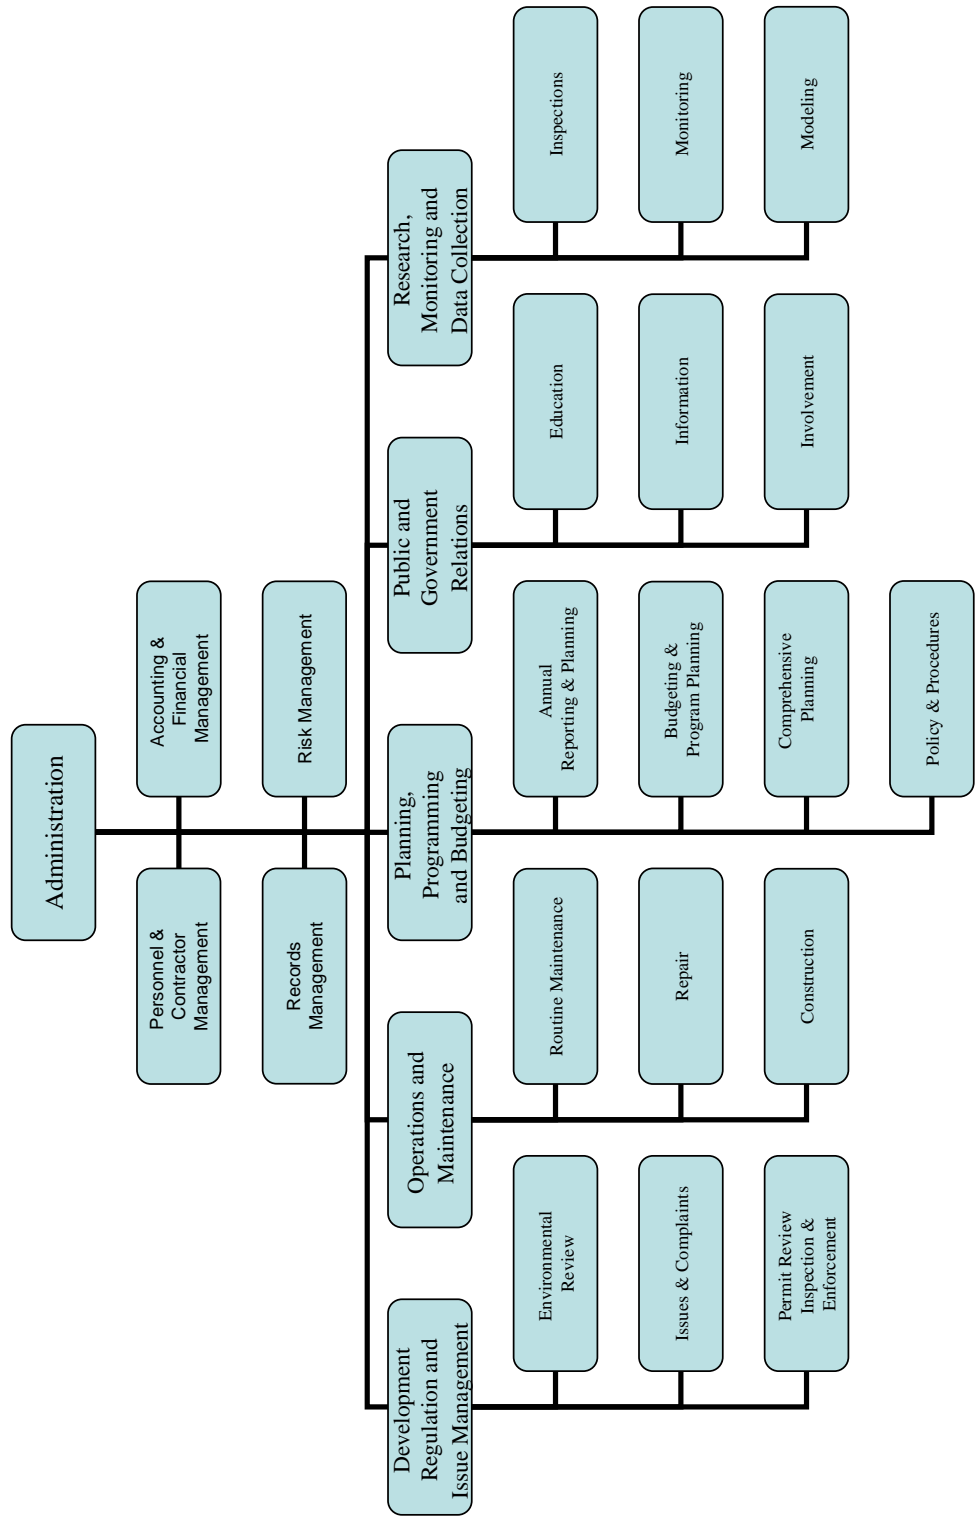 Administration
Personnel &
Contractor
Management
Accounting &
Financial
Management
Records
Management
Risk Management
Development
Regulation and
Issue Management
Environmental
Review
Issues & Complaints
Permit Review
Inspection &
Enforcement
Operations and
Maintenance
Routine Maintenance
Repair
Construction
Planning,
Programming
and Budgeting
Annual
Reporting & Planning
Budgeting &
Program Planning
Comprehensive
Planning
Policy & Procedures
Public and
Government
Relations
Education
Information
Involvement
Research,
Monitoring and
Data Collection
Inspections
Monitoring
Modeling